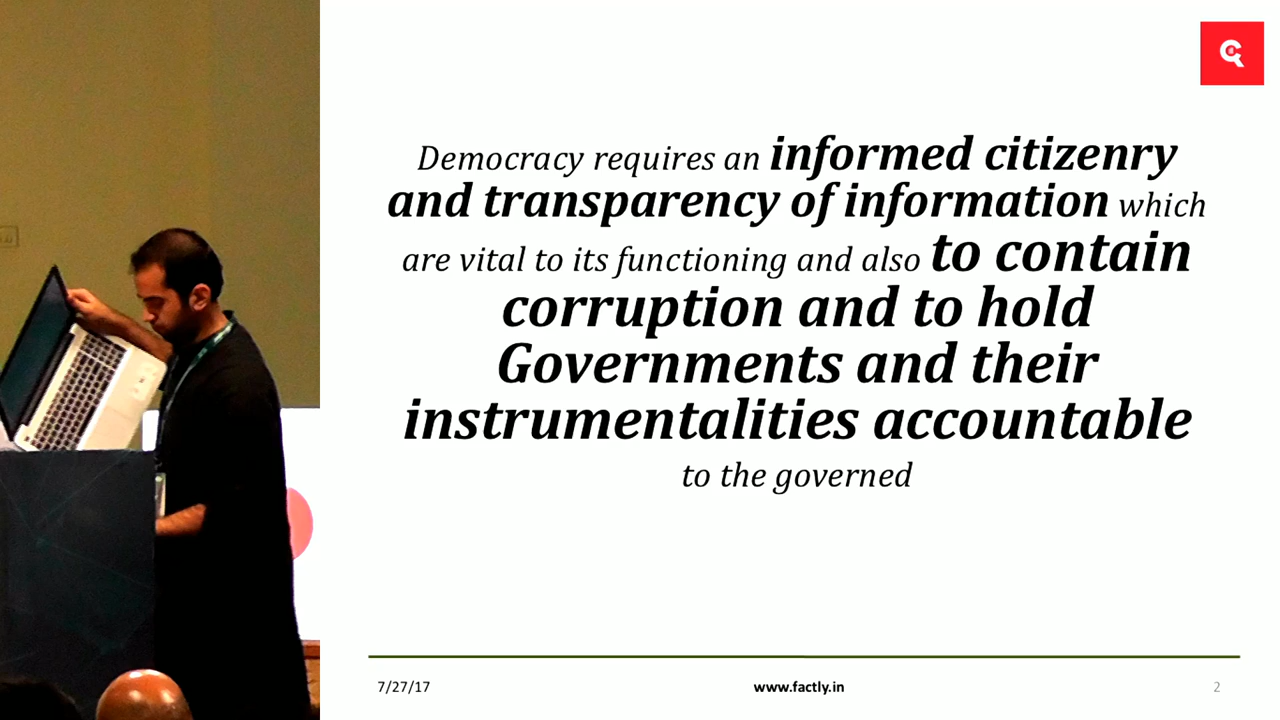 Democracy requires an informed citizenry
and transparency of information which
are vital to its functioning and also to contain
corruption and to hold
Governments and their
instrumentalities accountable
to the governed
7/27/17
www.factly.in
2